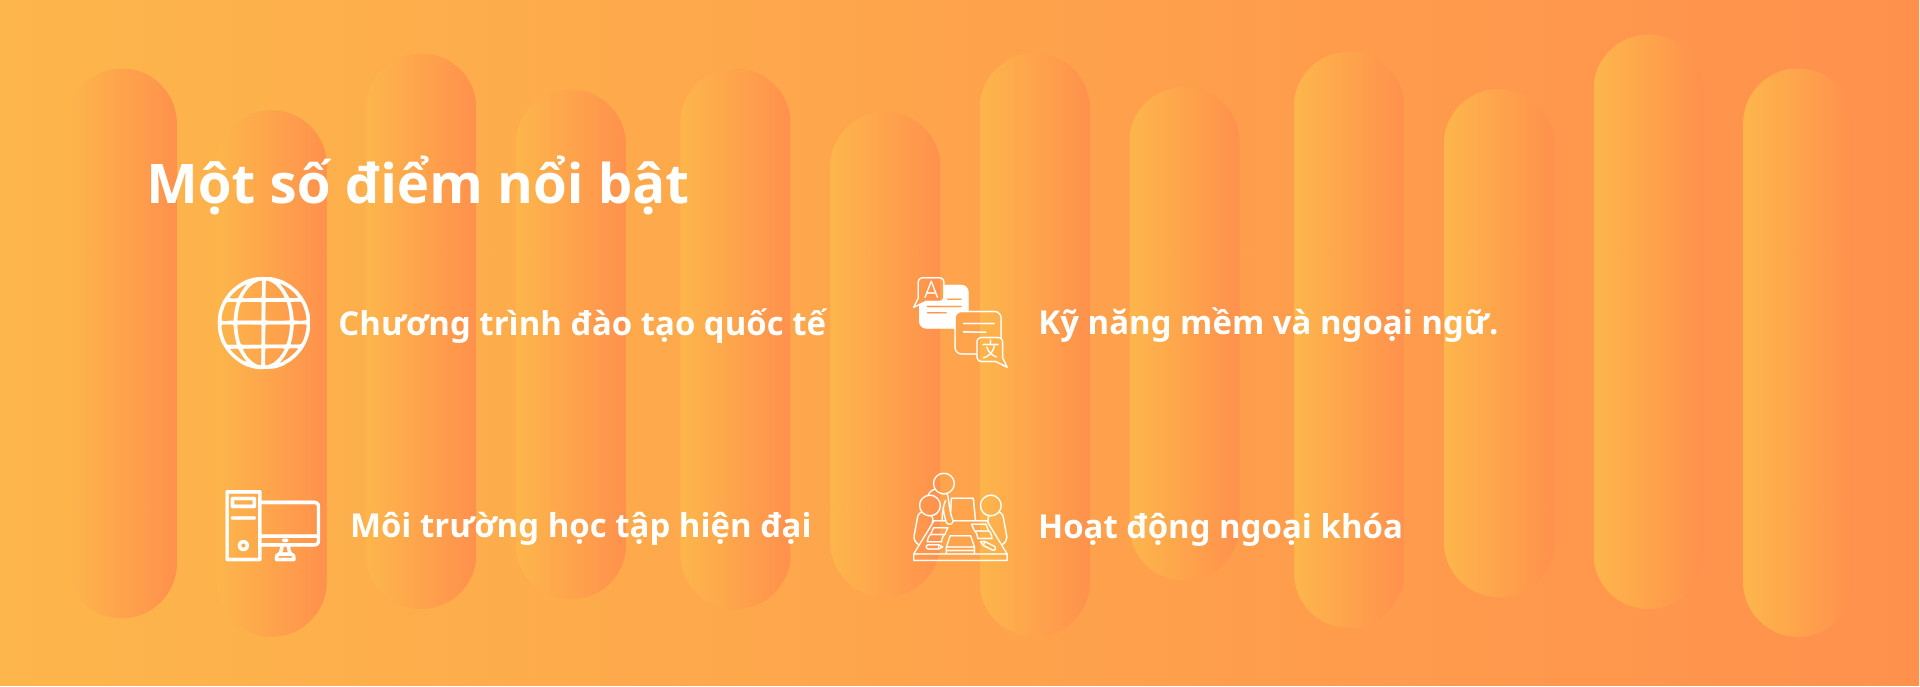 Một số điểm nổi bật
Chương trình đào tạo quốc tế
A
Kỹ năng mềm và ngoại ngữ.
文
Môi trường học tập hiện đại
Hoạt động ngoại khóa